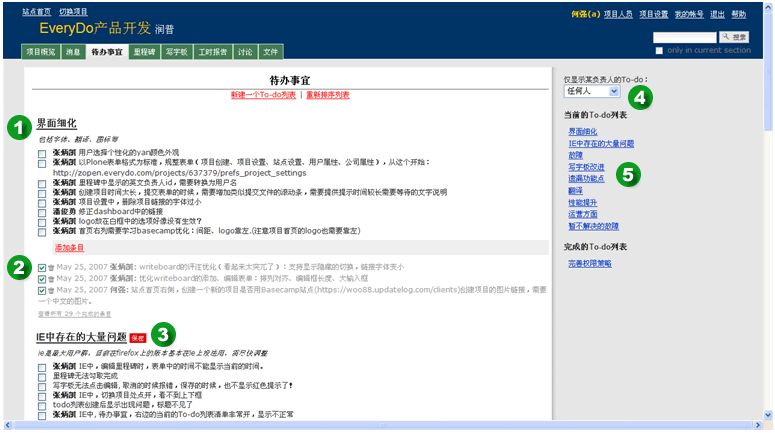 站点首页 切换项目
何强(a) 项目人员 项目设置 我的帐号 退出 帮助
EveryDo产品开发 润普
搜索
only in current section
项目概览 消息 待办事宜 里程碑 写字板 工时报告 讨论 文件
待办事宜
新建一个To-do列表 | 重新排序列表
1
界面细化
包括字体、翻译、图标等
张炳凯 用户选择个性化的yan颜色外观
张炳凯 以Plone表单格式为标准，规整表单（项目创建、项目设置、站点设置、用户属性、公司属性），从这个开始：
http://zopen.everydo.com/projects/637379/prefs_project_settings
张炳凯 里程碑中显示的英文负责人id，需要转换为用户名
张炳凯 创建项目时间太长，提交表单的时候，需要增加类似提交文件的滚动条，需要提供提示时间较长需要等待的文字说明
张炳凯 项目设置中，删除项目链接的字体过小
潘俊勇 修正dashboard中的链接
张炳凯 logo放在白框中的选项好像没有生效？
张炳凯 首页右列需要学习basecamp优化：间距、logo靠左.(注意项目首页的logo也需要靠左)
添加条目
2
May 25, 2007 张炳凯: writeboard的评注优化（看起来太突兀了）：支持显示隐藏的切换，链接字体变小
May 25, 2007 张炳凯: 优化writeboard的添加、编辑表单：排列对齐、编辑框长度、大输入框
May 25, 2007 何强: 站点首页右侧，创建一个新的项目是否用Basecamp站点(https://woo88.updatelog.com/clients)创建项目的图片链接，需要
一个中文的图片。
查看所有 29 个完成的条目
IE中存在的大量问题 保密
3
ie是最大用户群，目前在firefox上的版本基本在ie上没地用，需尽快调整
张炳凯 IE中，编辑里程碑时，表单中的时间不能显示当前的时间。
里程碑无法勾取完成
写字板无法点击编辑,取消的时候报错，保存的时候，也不显示红色提示了！
张炳凯 IE中，切换项目处点开，看不到上下框
todo列表创建后显示出现问题，标题不见了
张炳凯 IE中，待办事宜，右边的当前的To-do列表清单非常开，显示不正常
仅显示某负责人的To-do：
任何人
4
当前的To-do列表
界面细化
IE中存在的大量问题
故障
写字板改进
遗漏功能点
5
翻译
性能提升
运营方面
暂不解决的故障
完成的To-do列表
完善权限策略